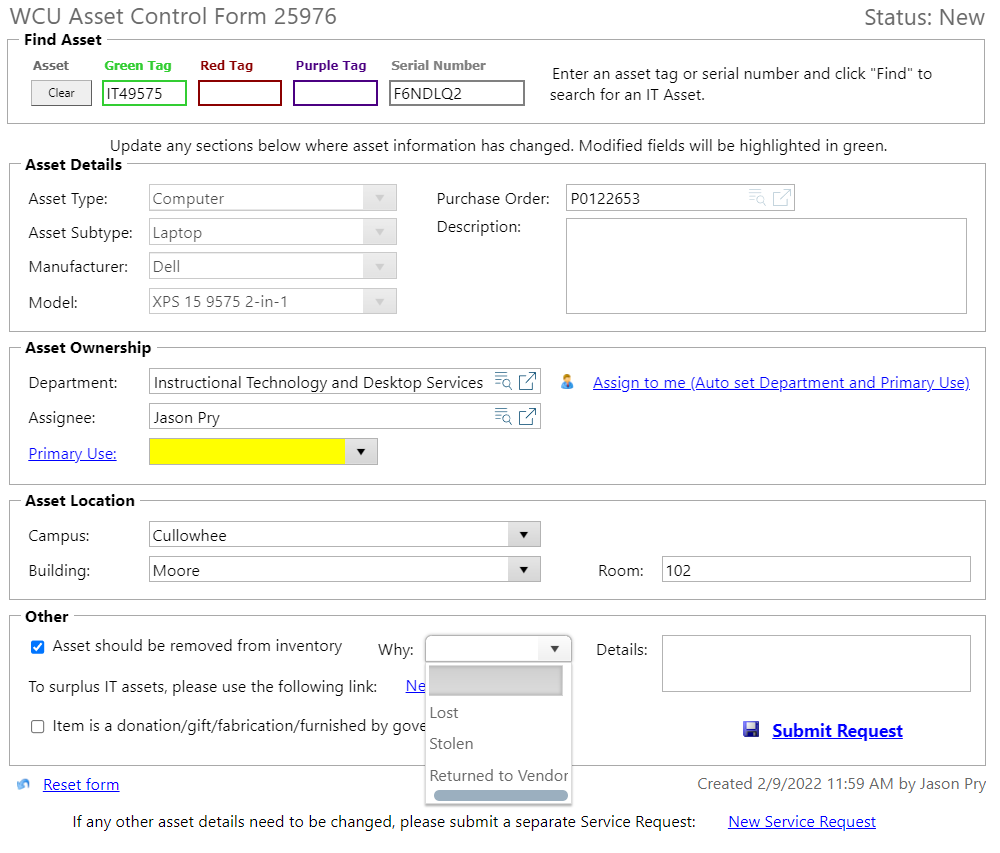 WCU Asset Control Form 25976
Status: New
Find Asset
Asset Green Tag Red Tag Purple Tag Serial Number
Clear IT49575 F6NDLQ2
Enter an asset tag or serial number and click "Find" to
search for an IT Asset.
Update any sections below where asset information has changed. Modified fields will be highlighted in green.
Asset Details
Asset Type: Computer
Purchase Order: P0122653
Asset Subtype: Laptop
Description:
Manufacturer: Dell
Model: XPS 15 9575 2-in-1
Asset Ownership
Department: Instructional Technology and Desktop Services
Assign to me (Auto set Department and Primary Use)
Assignee: Jason Pry
Primary Use:
Asset Location
Campus: Cullowhee
Building: Moore
Room: 102
Other
Asset should be removed from inventory
Why:
Details:
To surplus IT assets, please use the following link: Ne
Lost
Item is a donation/gift/fabrication/furnished by gove
Stolen
Submit Request
Returned to Vendor
Reset form
Created 2/9/2022 11:59 AM by Jason Pry
If any other asset details need to be changed, please submit a separate Service Request: New Service Request